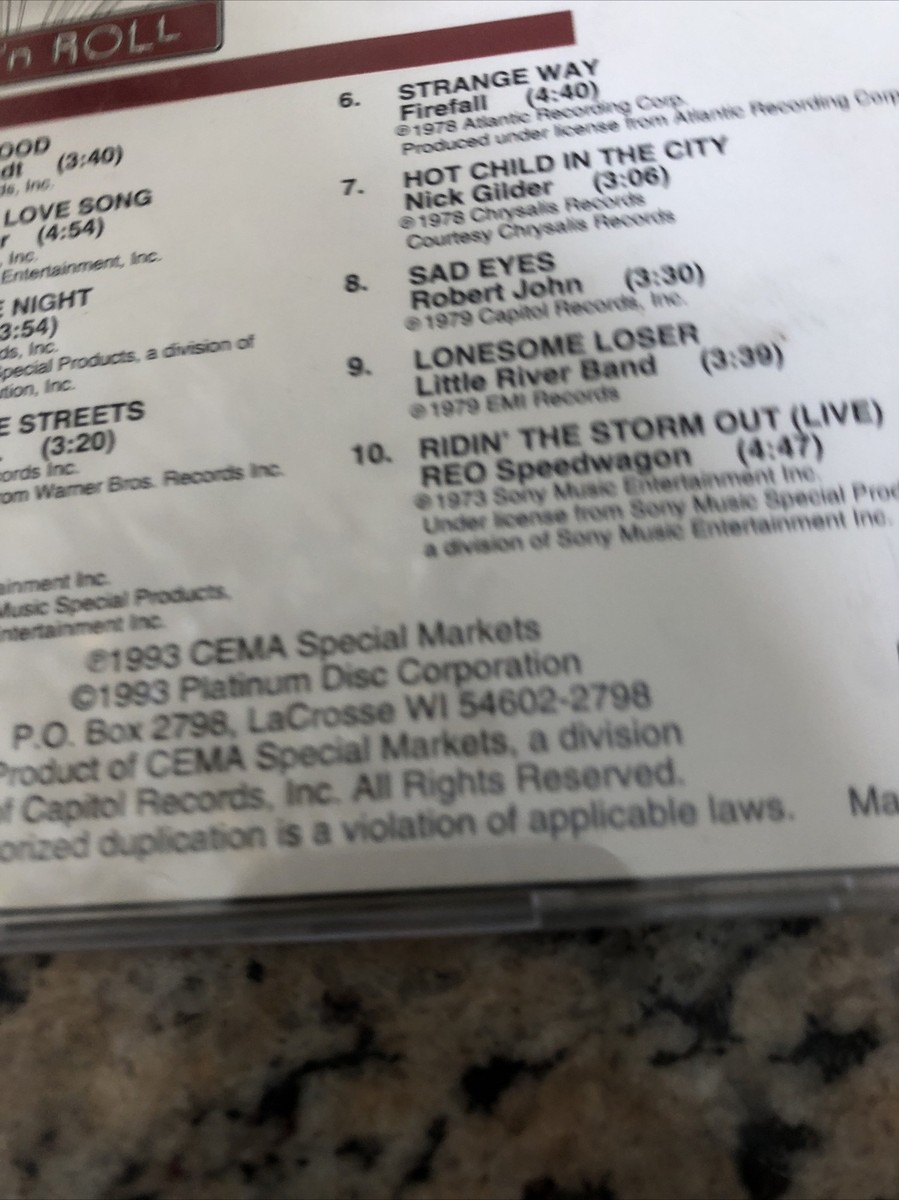 'n ROLL
OOD
dt (3:40)
ds, Inc.
LOVE SONG
r (4:54)
, Inc.
Entertainment, Inc.
E NIGHT
3:54)
ds, Inc.
Special Products, a division of
ution, Inc.
E STREETS
. (3:20)
ords Inc.
om Warner Bros. Records Inc.
ainment Inc.
Music Special Products,
ntertainment Inc.
6. STRANGE WAY
Firefall (4:40)
℗1978 Atlantic Recording Corp.
Produced under license from Atlantic Recording Corp
7. HOT CHILD IN THE CITY
Nick Gilder (3:06)
℗1978 Chrysalis Records
Courtesy Chrysalis Records
8. SAD EYES
Robert John (3:30)
℗1979 Capitol Records, Inc.
9. LONESOME LOSER
Little River Band (3:39)
℗1979 EMI Records
10. RIDIN' THE STORM OUT (LIVE)
REO Speedwagon (4:47)
℗1973 Sony Music Entertainment Inc.
Under license from Sony Music Special Prod
a division of Sony Music Entertainment Inc.
℗1993 CEMA Special Markets
©1993 Platinum Disc Corporation
P.O. Box 2798, LaCrosse WI 54602-2798
Product of CEMA Special Markets, a division
of Capitol Records, Inc. All Rights Reserved.
orized duplication is a violation of applicable laws. Ma